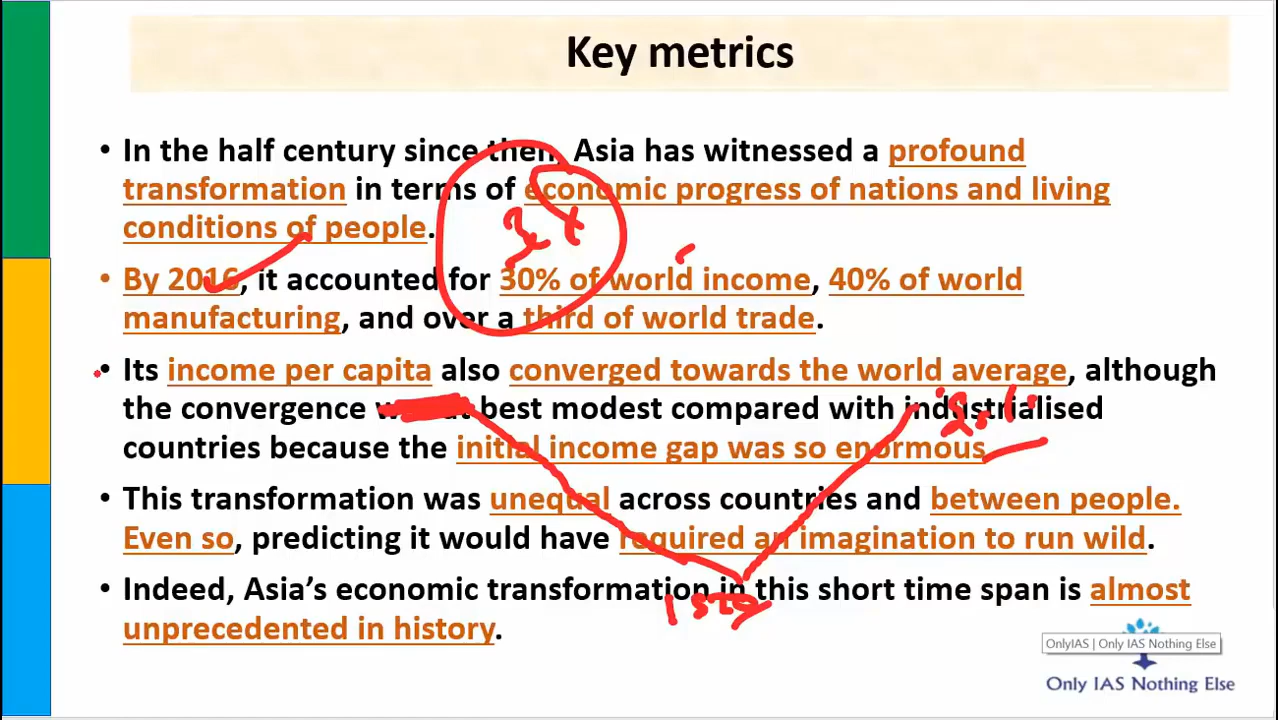 Key metrics
• In the half century since then, Asia has witnessed a profound
transformation in terms of economic progress of nations and living
conditions of people.
• By 2016, it accounted for 30% of world income, 40% of world
manufacturing, and over a third of world trade.
• Its income per capita also converged towards the world average, although
the convergence at best modest compared with industrialised
countries because the initial income gap was so enormous
• This transformation was unequal across countries and between people.
Even so, predicting it would have required an imagination to run wild.
• Indeed, Asia's economic transformation in this short time span is almost
unprecedented in history.
OnlyIAS | Only IAS Nothing Else
Only IAS Nothing Else